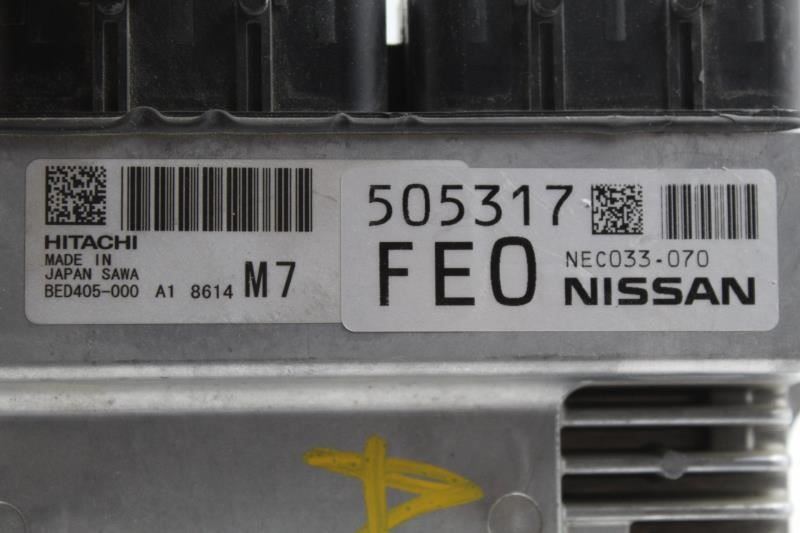 HITACHI
MADE IN
JAPAN SAWA
BED405-000 A1 8614 M7
505317
FE0 NEC033-070
NISSAN